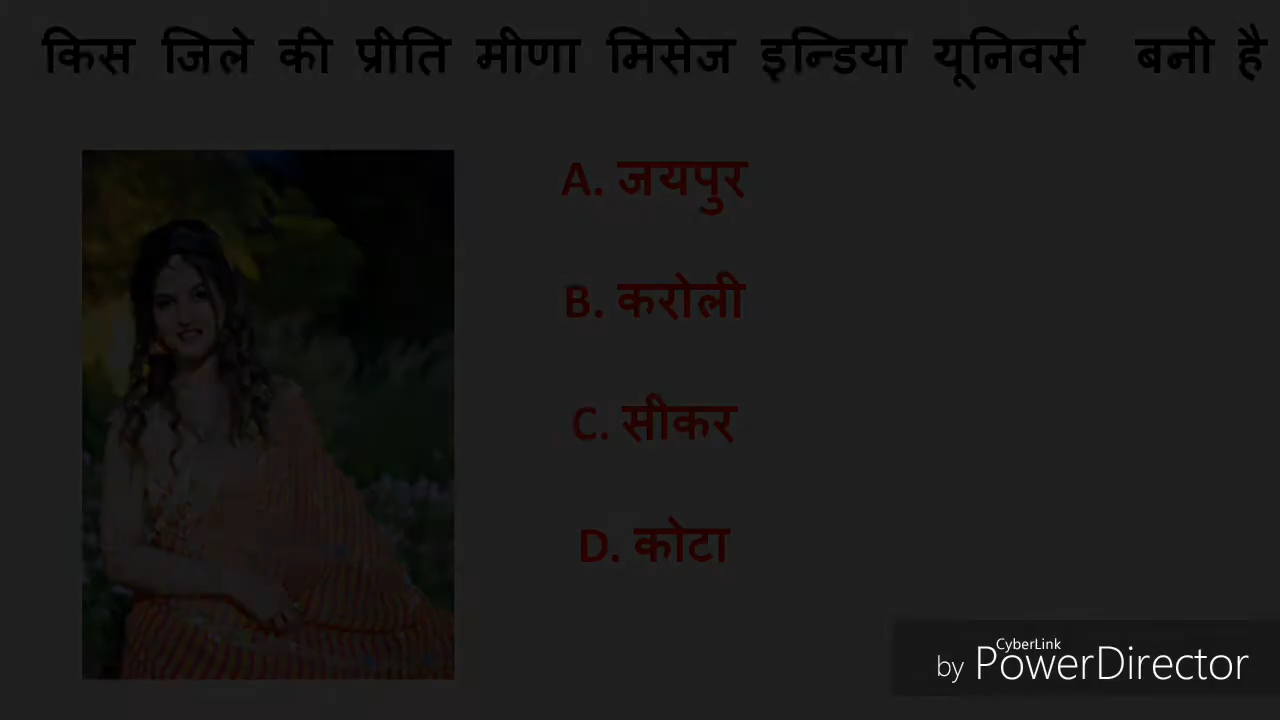 किस जिले की प्रीति मीणा मिसेज इन्डिया यूनिवर्स बनी है
A. जयपुर
B. करोली
C. सीकर
D. कोटा
CyberLink
by PowerDirector